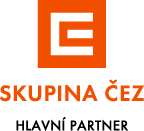 SKUPINA ČEZ
HLAVNÍ PARTNER